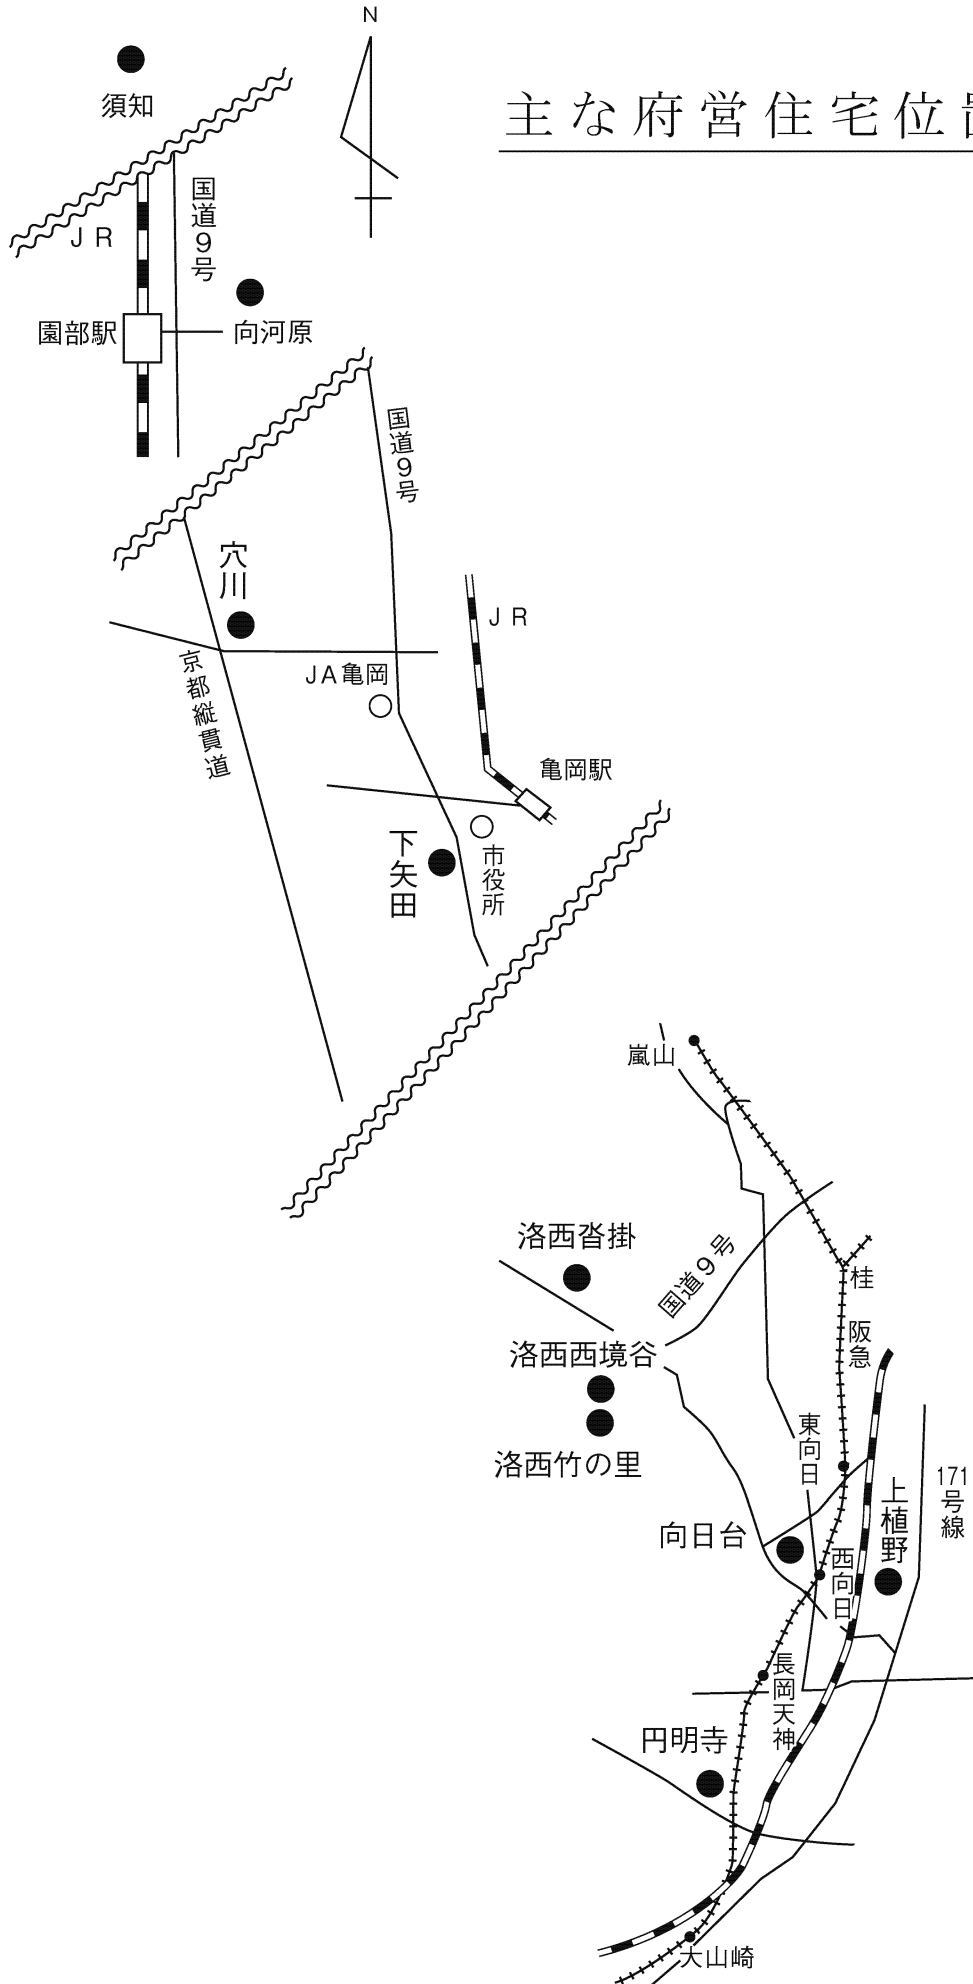 N
須知
主な府営住宅位
国道9号
JR
園部駅
向河原
国道9号
穴川
JR
京都縦貫道
JA亀岡
亀岡駅
下矢田
市役所
嵐山
洛西沓掛
国道9号
桂
阪急
洛西西境谷
東向日
洛西竹の里
171号線
上植野
向日台
西向日
長岡天神
円明寺
大山崎